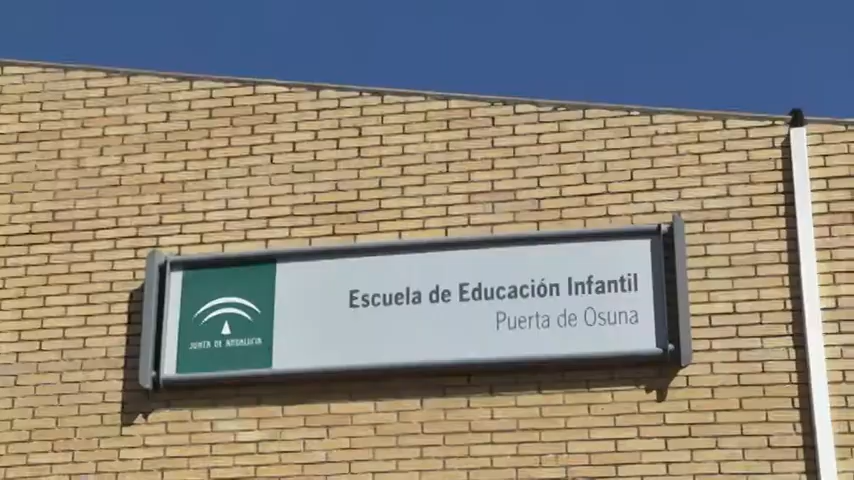 Escuela de Educación Infantil
Puerta de Osuna
JUNTA DE ANDALUCIA